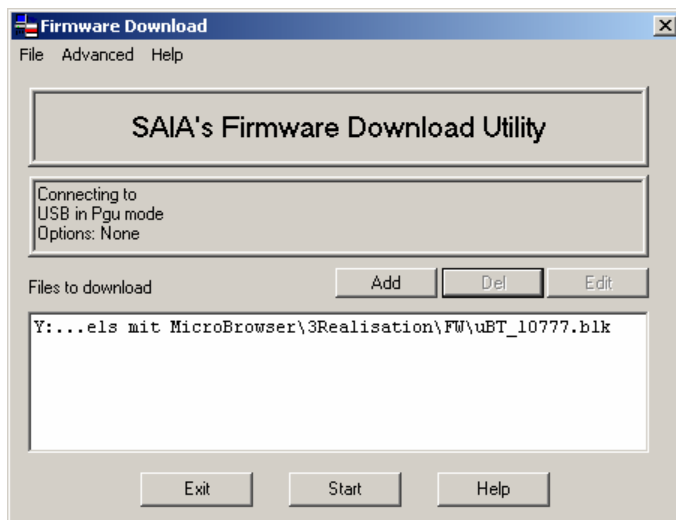 Firmware Download
File Advanced Help
SAIA's Firmware Download Utility
Connecting to
USB in Pgu mode
Options: None
Files to download
Add Del Edit
Y:...els mit MicroBrowser\3Realisation\FW\uBT_10777.blk
Exit Start Help